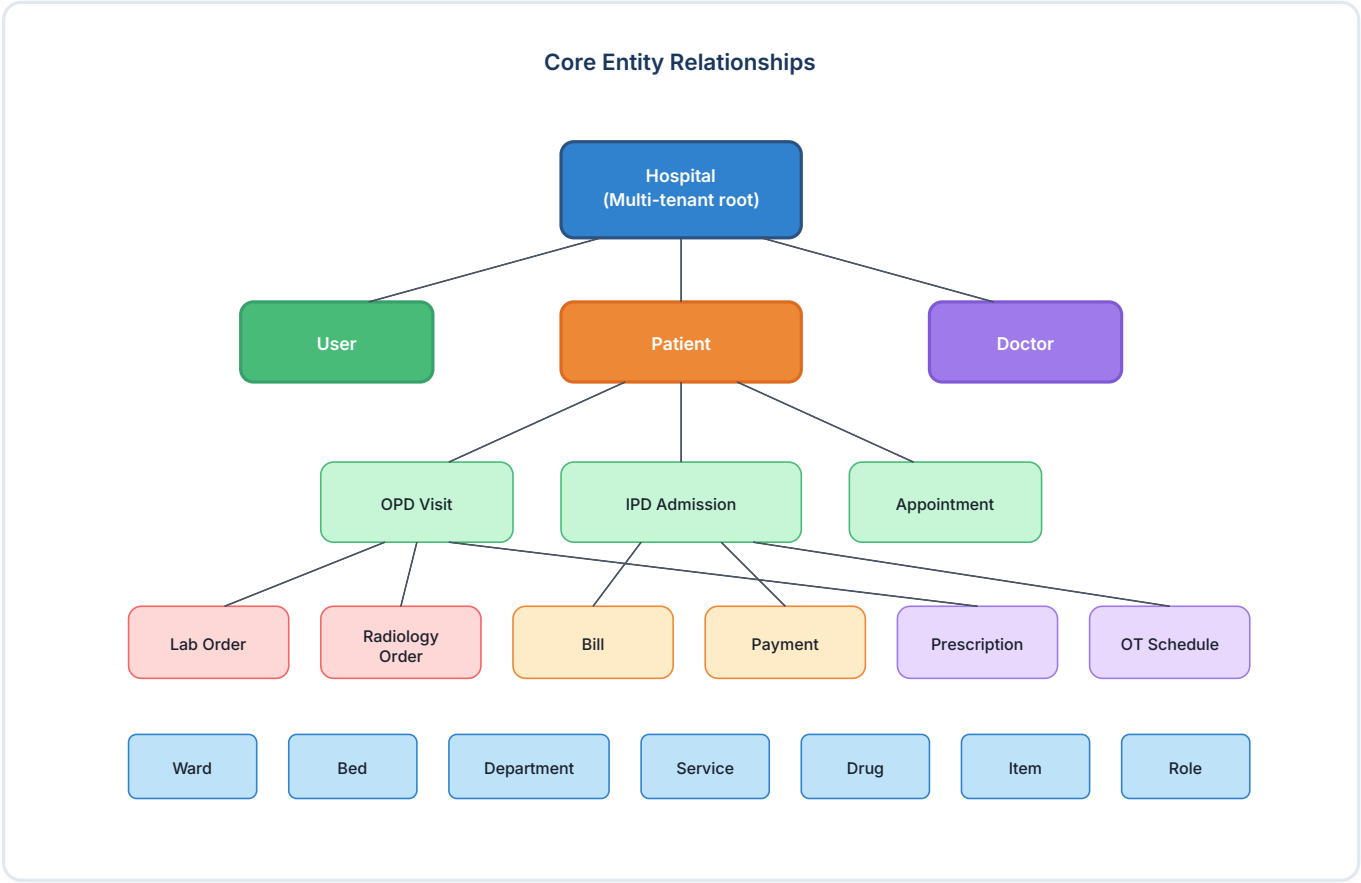 Core Entity Relationships
Hospital
(Multi-tenant root)
User
Patient
Doctor
OPD Visit
IPD Admission
Appointment
Lab Order
Radiology
Order
Bill
Payment
Prescription
OT Schedule
Ward
Bed
Department
Service
Drug
Item
Role